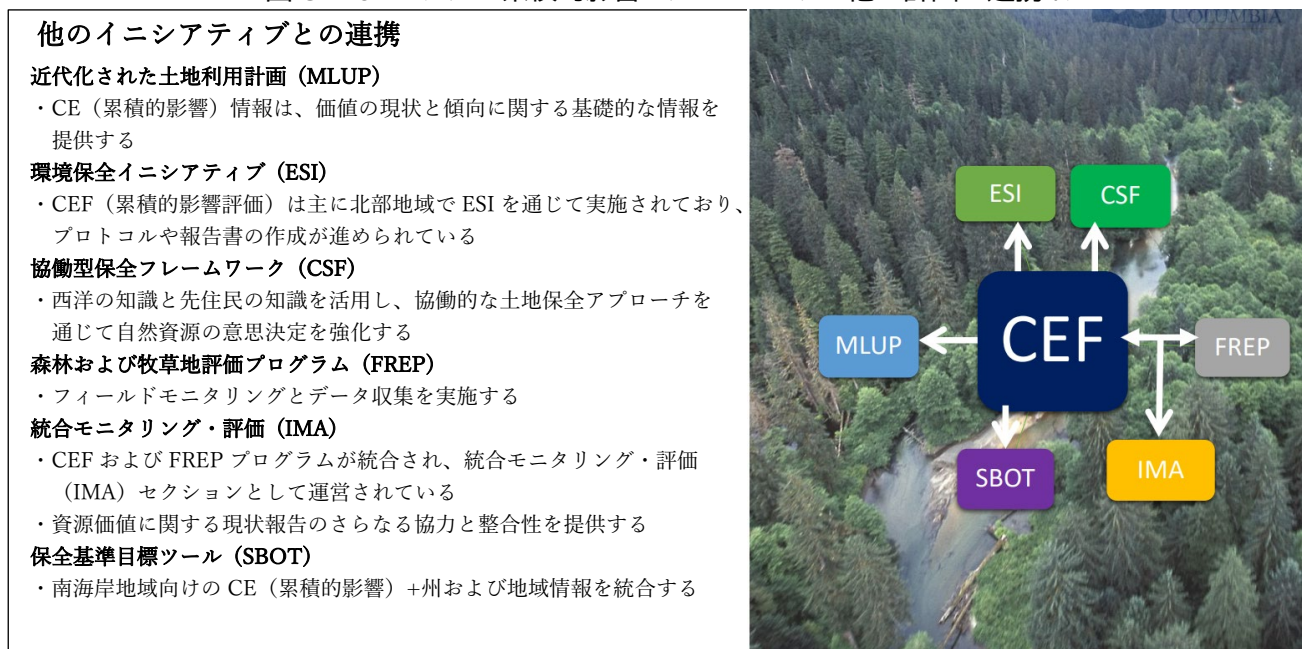 他のイニシアティブとの連携
近代化された土地利用計画（MLUP）
・CE（累積的影響）情報は、価値の現状と傾向に関する基礎的な情報を
提供する
環境保全イニシアティブ（ESI）
・CEF（累積的影響評価）は主に北部地域で ESI を通じて実施されており、
プロトコルや報告書の作成が進められている
協働型保全フレームワーク（CSF）
・西洋の知識と先住民の知識を活用し、協働的な土地保全アプローチを
通じて自然資源の意思決定を強化する
森林および牧草地評価プログラム（FREP）
・フィールドモニタリングとデータ収集を実施する
統合モニタリング・評価（IMA）
・CEF および FREP プログラムが統合され、統合モニタリング・評価
（IMA）セクションとして運営されている
・資源価値に関する現状報告のさらなる協力と整合性を提供する
保全基準目標ツール（SBOT）
・南海岸地域向けの CE（累積的影響）+州および地域情報を統合する
COLUMBIA
ESI
CSF
MLUP
CEF
FREP
SBOT
IMA